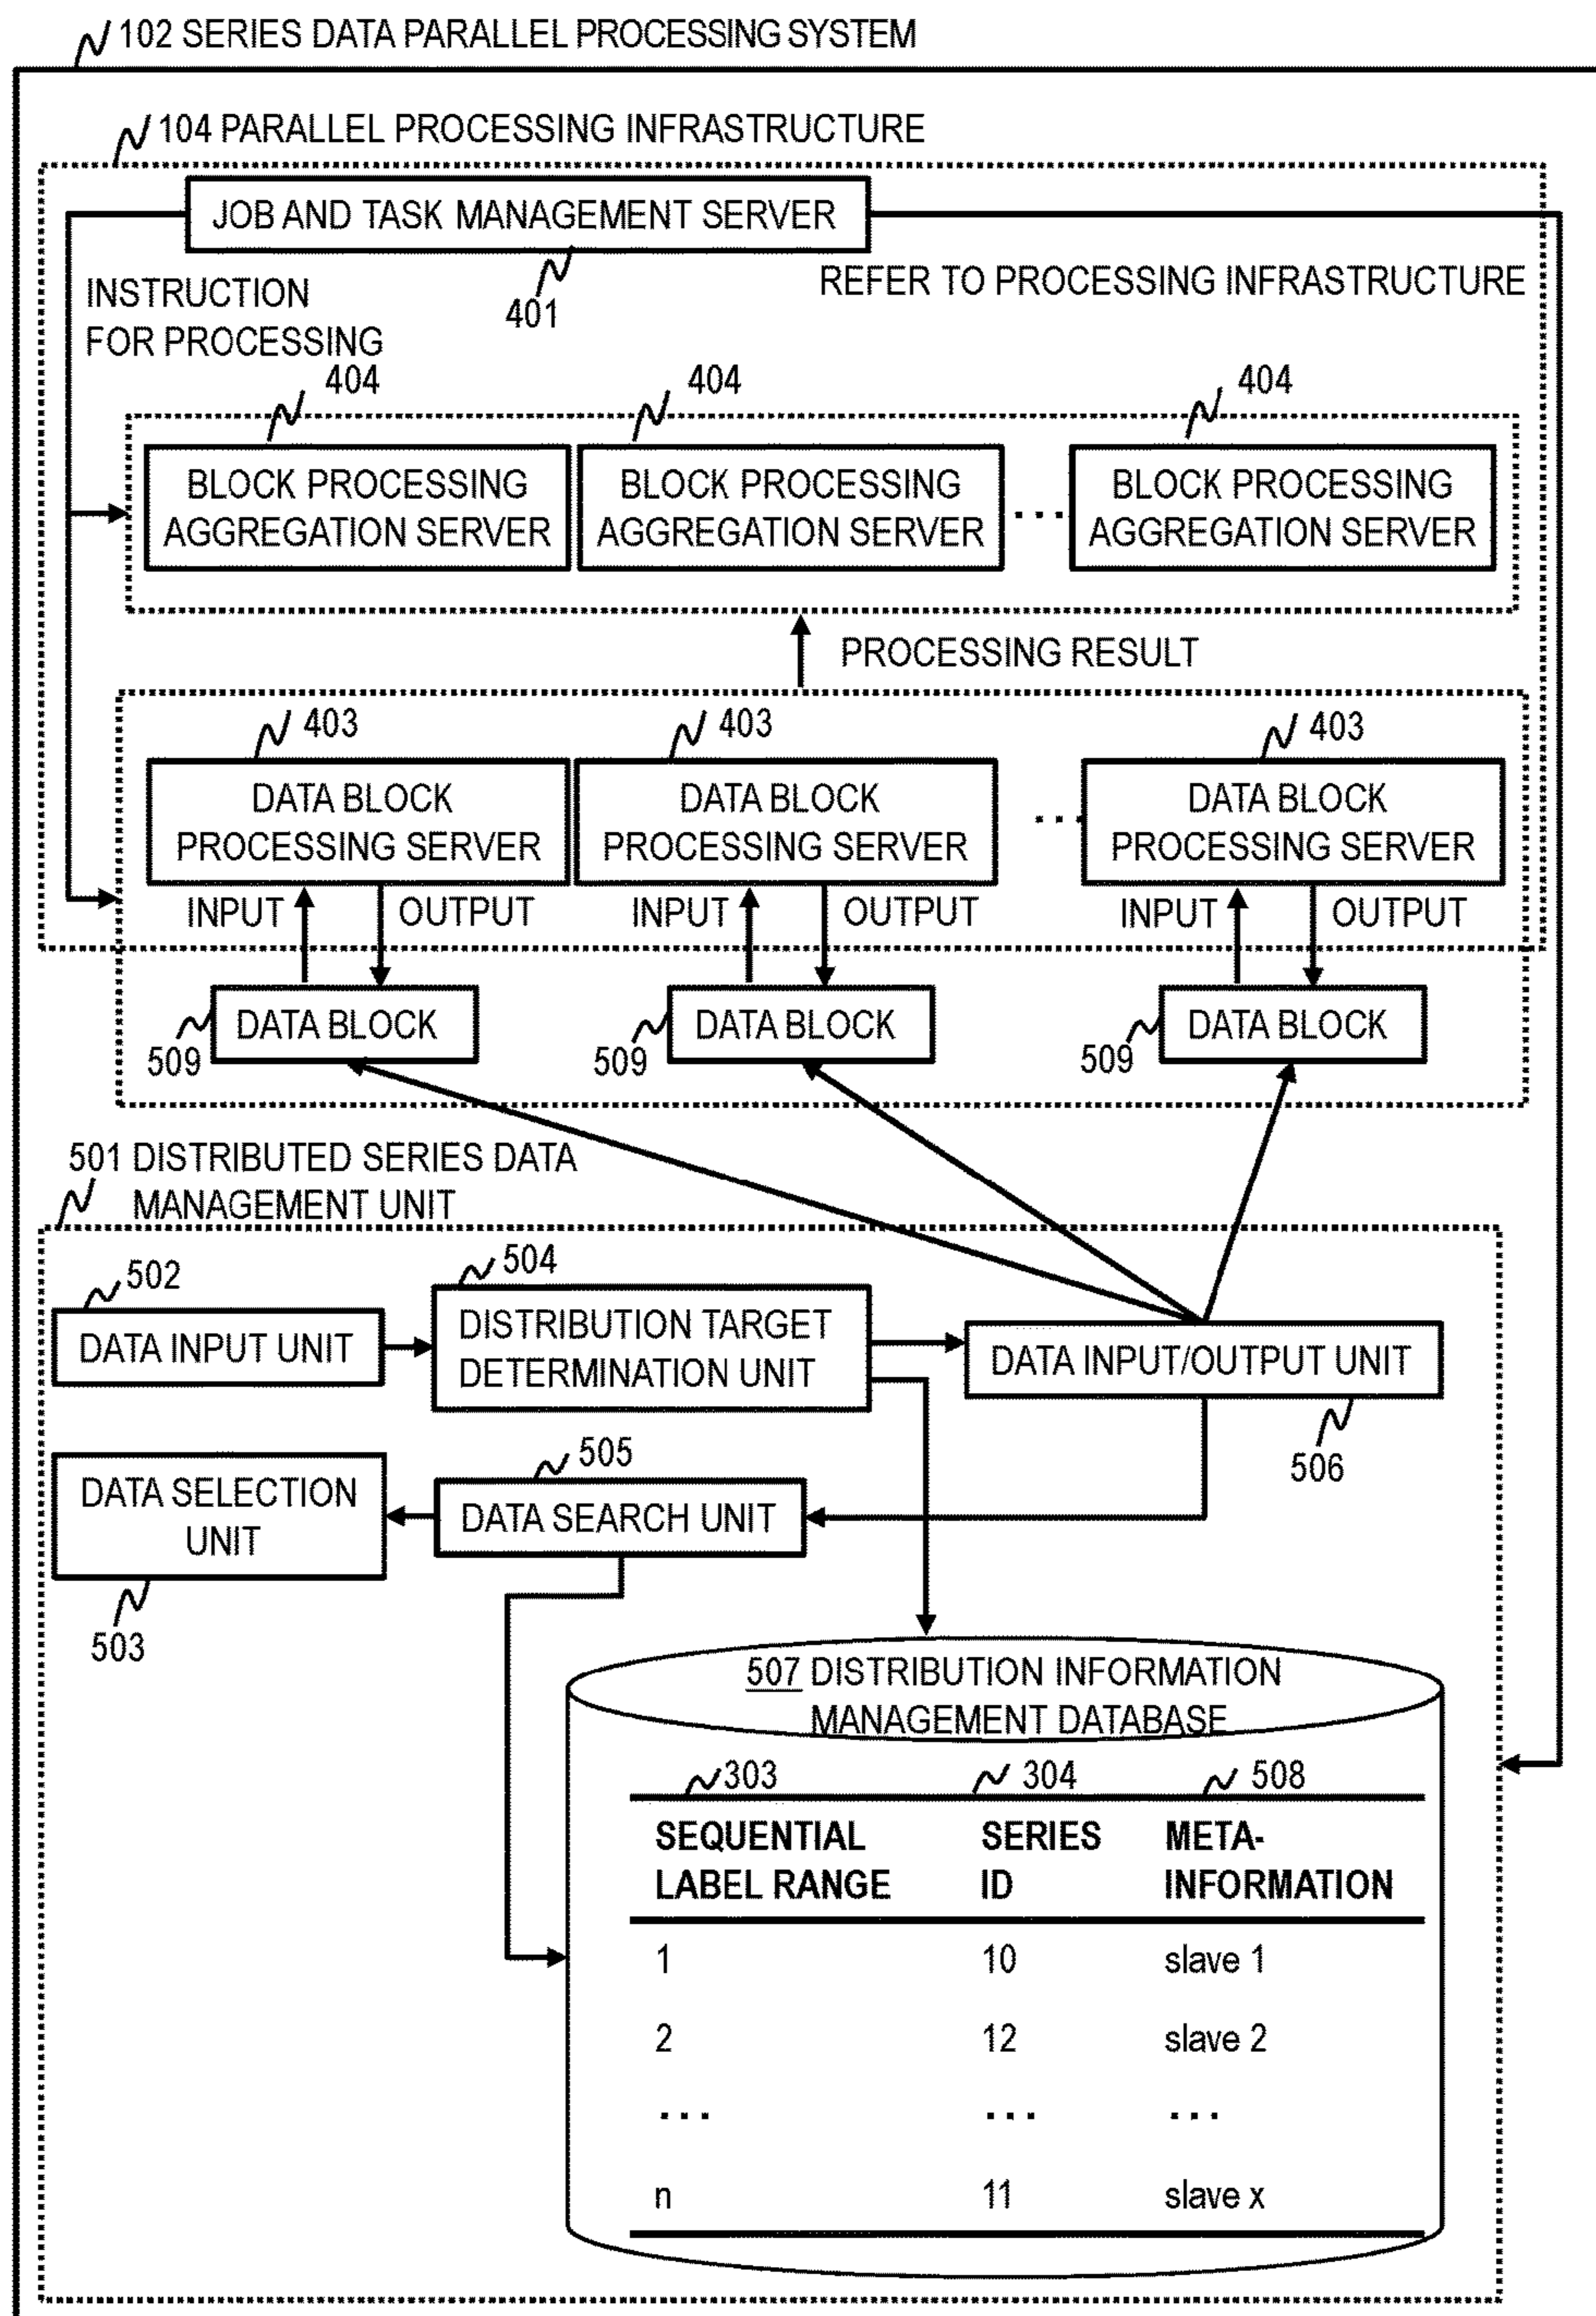 102 SERIES DATA PARALLEL PROCESSING SYSTEM
104 PARALLEL PROCESSING INFRASTRUCTURE
JOB AND TASK MANAGEMENT SERVER
401
REFER TO PROCESSING INFRASTRUCTURE
INSTRUCTION
FOR PROCESSING
404
404
404
BLOCK PROCESSING
AGGREGATION SERVER
BLOCK PROCESSING
AGGREGATION SERVER
...
BLOCK PROCESSING
AGGREGATION SERVER
PROCESSING RESULT
403
403
403
DATA BLOCK
PROCESSING SERVER
DATA BLOCK
PROCESSING SERVER
...
DATA BLOCK
PROCESSING SERVER
INPUT
OUTPUT
INPUT
OUTPUT
INPUT
OUTPUT
DATA BLOCK
DATA BLOCK
DATA BLOCK
509
509
509
501 DISTRIBUTED SERIES DATA
MANAGEMENT UNIT
502
DATA INPUT UNIT
504
DISTRIBUTION TARGET
DETERMINATION UNIT
DATA INPUT/OUTPUT UNIT
506
DATA SELECTION
UNIT
503
505
DATA SEARCH UNIT
507 DISTRIBUTION INFORMATION
MANAGEMENT DATABASE
303 304 508
SEQUENTIAL SERIES META-
LABEL RANGE ID INFORMATION
1 10 slave 1
2 12 slave 2
... ... ...
n 11 slave x